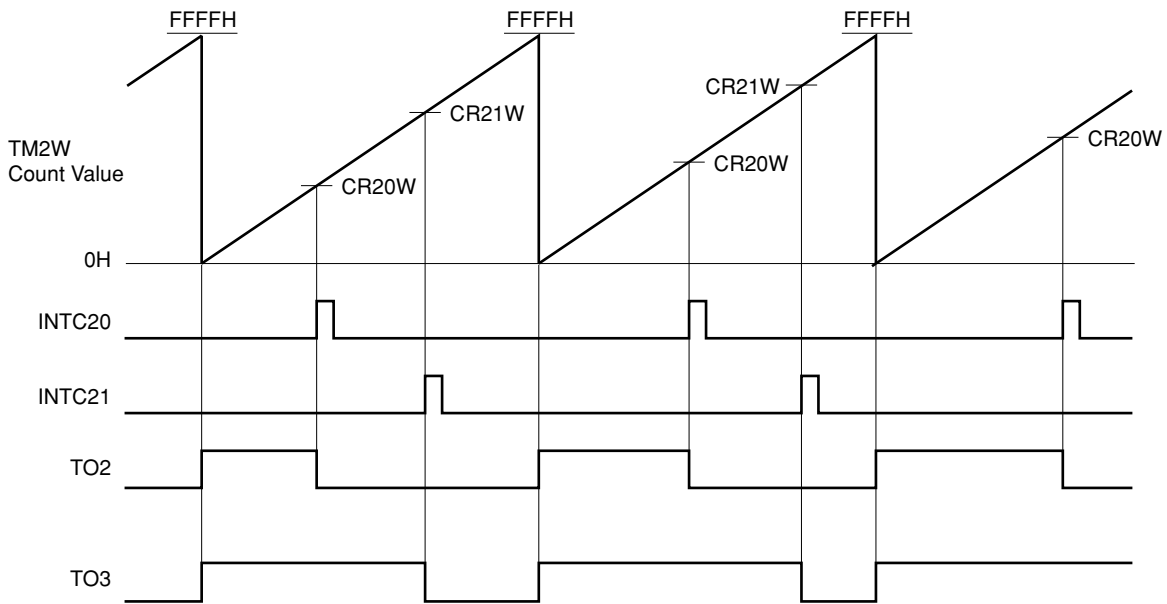 FFFFH
FFFFH
FFFFH
CR21W
CR21W
CR20W
TM2W
Count Value
CR20W
CR20W
0H
INTC20
INTC21
TO2
TO3